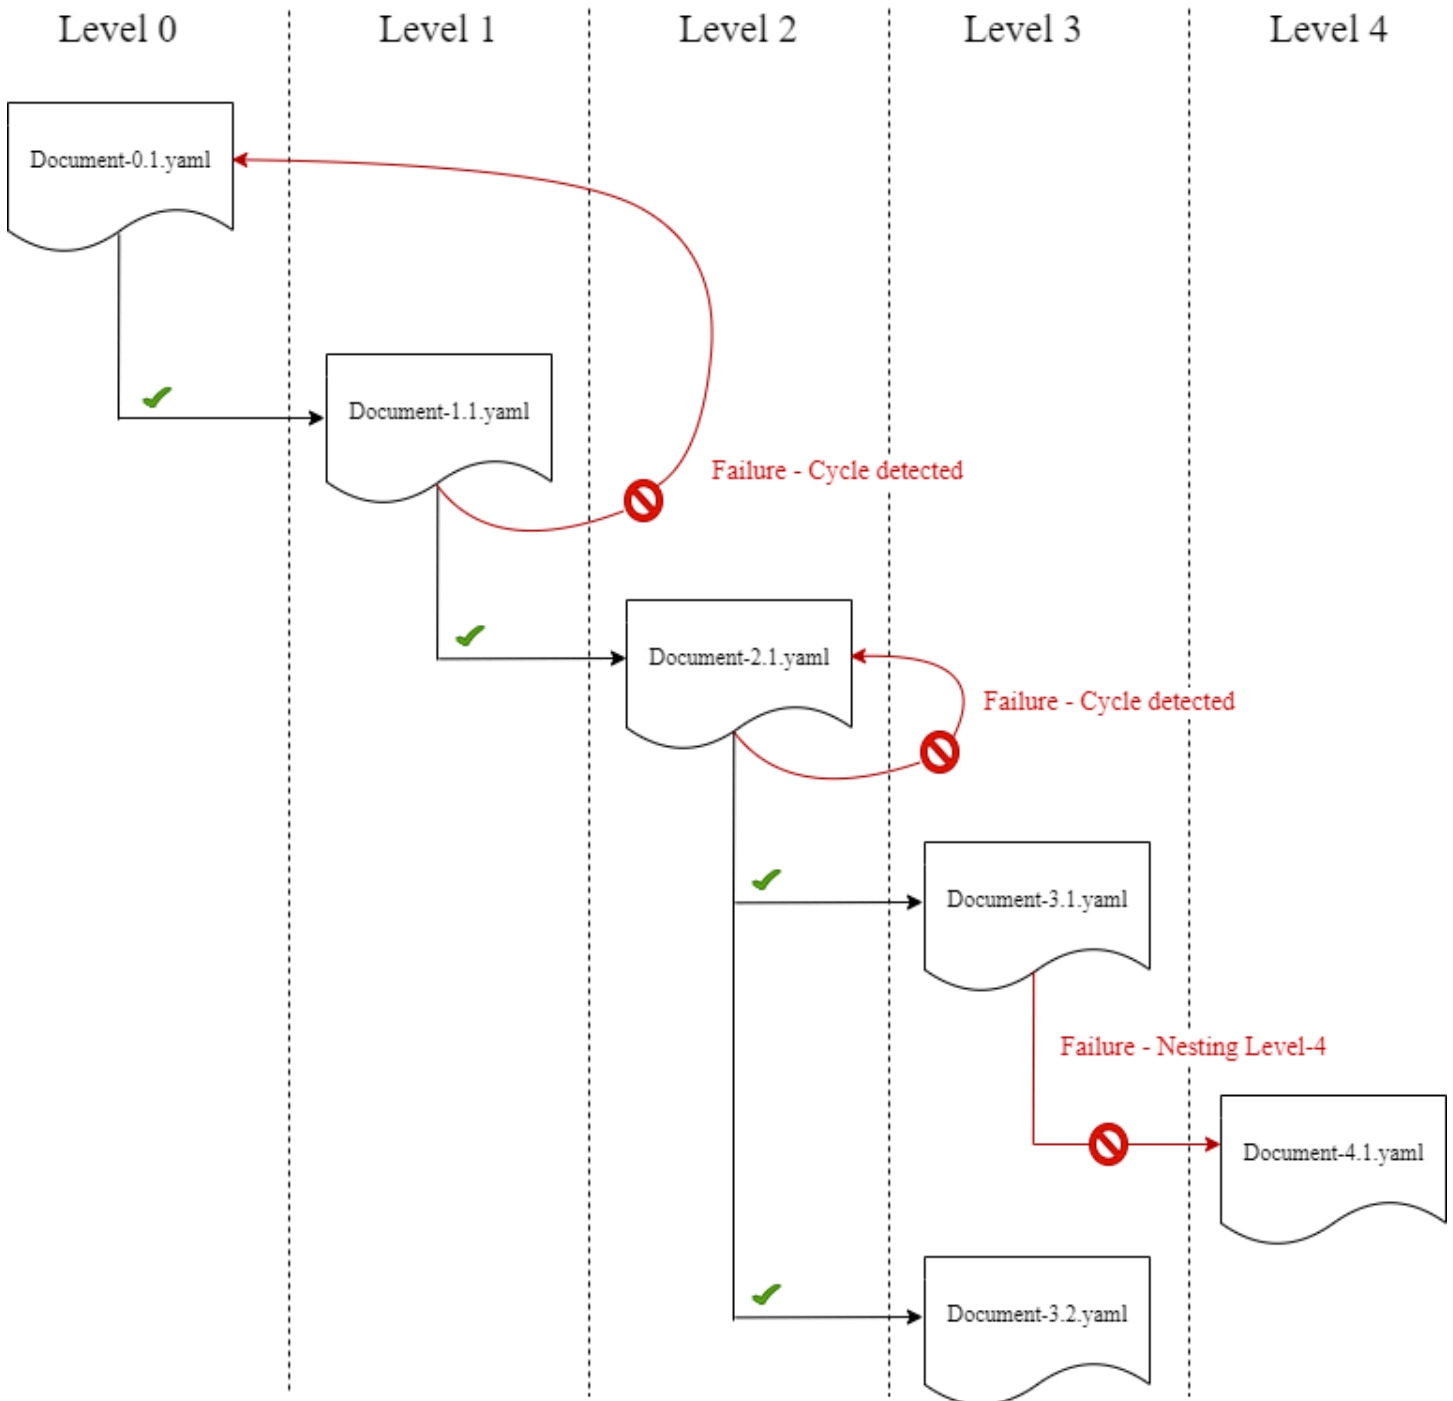 Level 0
Level 1
Level 2
Level 3
Level 4
Document-0.1.yaml
Document-1.1.yaml
Failure - Cycle detected
Document-2.1.yaml
Failure - Cycle detected
Document-3.1.yaml
Failure - Nesting Level-4
Document-4.1.yaml
Document-3.2.yaml